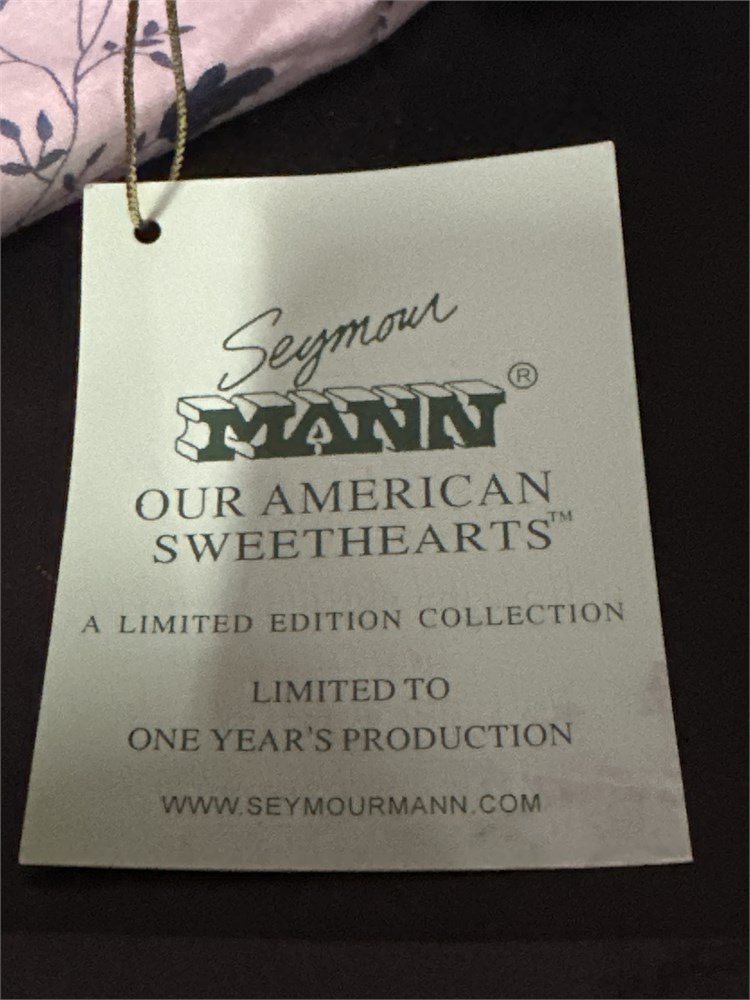 Seymour
MANN®
OUR AMERICAN
SWEETHEARTS™
A LIMITED EDITION COLLECTION
LIMITED TO
ONE YEAR'S PRODUCTION
WWW.SEYMOURMANN.COM